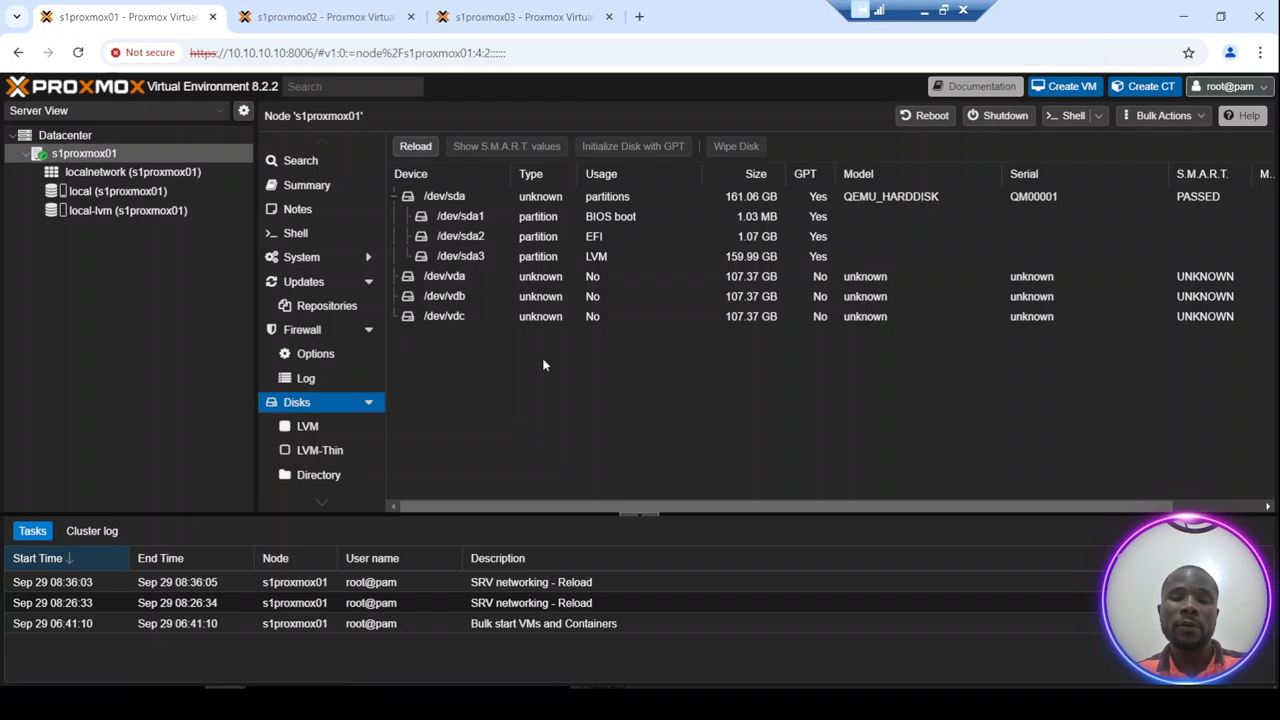 s1proxmox01 - Proxmox Virtual s1proxmox02 - Proxmox Virtual s1proxmox03 - Proxmox Virtual
Not secure https://10.10.10.10:8006/#v1:0:=node%2Fs1proxmox01:4:2::::::
PROXMOX Virtual Environment 8.2.2 Search Documentation Create VM Create CT root@pam
Server View
Node 's1proxmox01' Reboot Shutdown Shell Bulk Actions Help
Datacenter
s1proxmox01
localnetwork (s1proxmox01)
local (s1proxmox01)
local-lvm (s1proxmox01)
Search
Summary
Notes
Shell
System
Updates
Repositories
Firewall
Options
Log
Disks
LVM
LVM-Thin
Directory
Reload Show S.M.A.R.T. values Initialize Disk with GPT Wipe Disk
Device Type Usage Size GPT Model Serial S.M.A.R.T. M...
/dev/sda unknown partitions 161.06 GB Yes QEMU_HARDDISK QM00001 PASSED
/dev/sda1 partition BIOS boot 1.03 MB Yes
/dev/sda2 partition EFI 1.07 GB Yes
/dev/sda3 partition LVM 159.99 GB Yes
/dev/vda unknown No 107.37 GB No unknown unknown UNKNOWN
/dev/vdb unknown No 107.37 GB No unknown unknown UNKNOWN
/dev/vdc unknown No 107.37 GB No unknown unknown UNKNOWN
Tasks Cluster log
Start Time End Time Node User name Description
Sep 29 08:36:03 Sep 29 08:36:05 s1proxmox01 root@pam SRV networking - Reload
Sep 29 08:26:33 Sep 29 08:26:34 s1proxmox01 root@pam SRV networking - Reload
Sep 29 06:41:10 Sep 29 06:41:10 s1proxmox01 root@pam Bulk start VMs and Containers